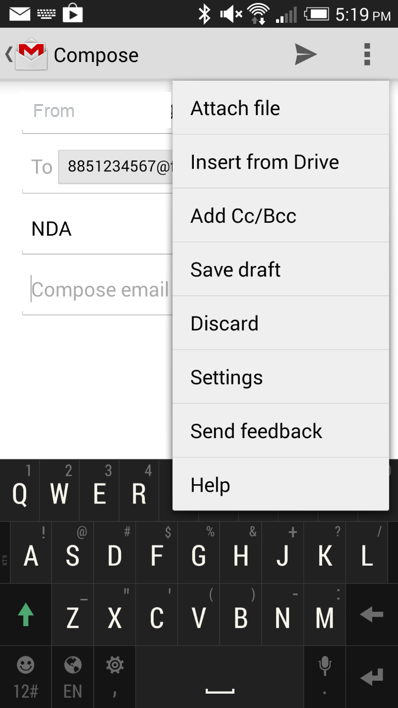 5:19 PM
Compose
Attach file
From
Insert from Drive
To 8851234567@
Add Cc/Bcc
NDA
Save draft
Compose email
Discard
Settings
Send feedback
Help
1 2 3 4
Q W E R
! @ # $ % & + ? /
A S D F G H J K L
_ " ' ( ) - :
Z X C V B N M
12# EN , .